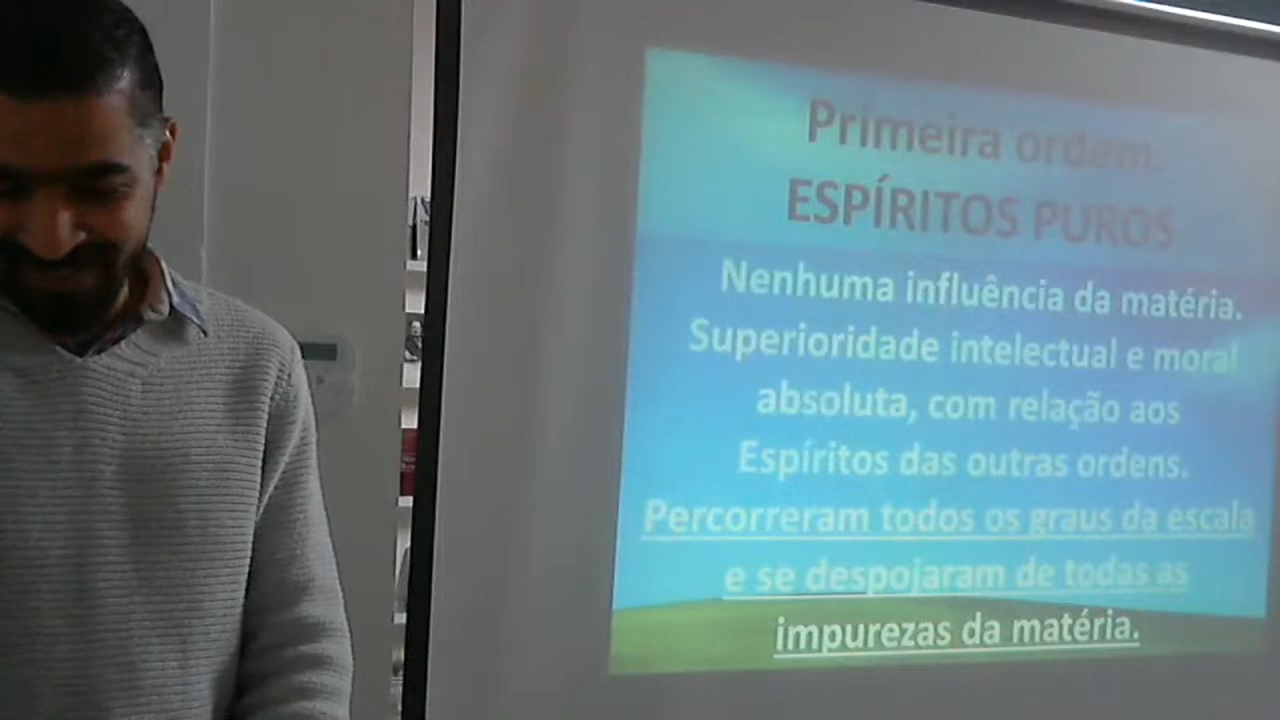 Primeira ordem.
ESPÍRITOS PUROS
Nenhuma influência da matéria.
Superioridade intelectual e moral
absoluta, com relação aos
Espíritos das outras ordens.
Percorreram todos os graus da escala
e se despojaram de todas as
impurezas da matéria.